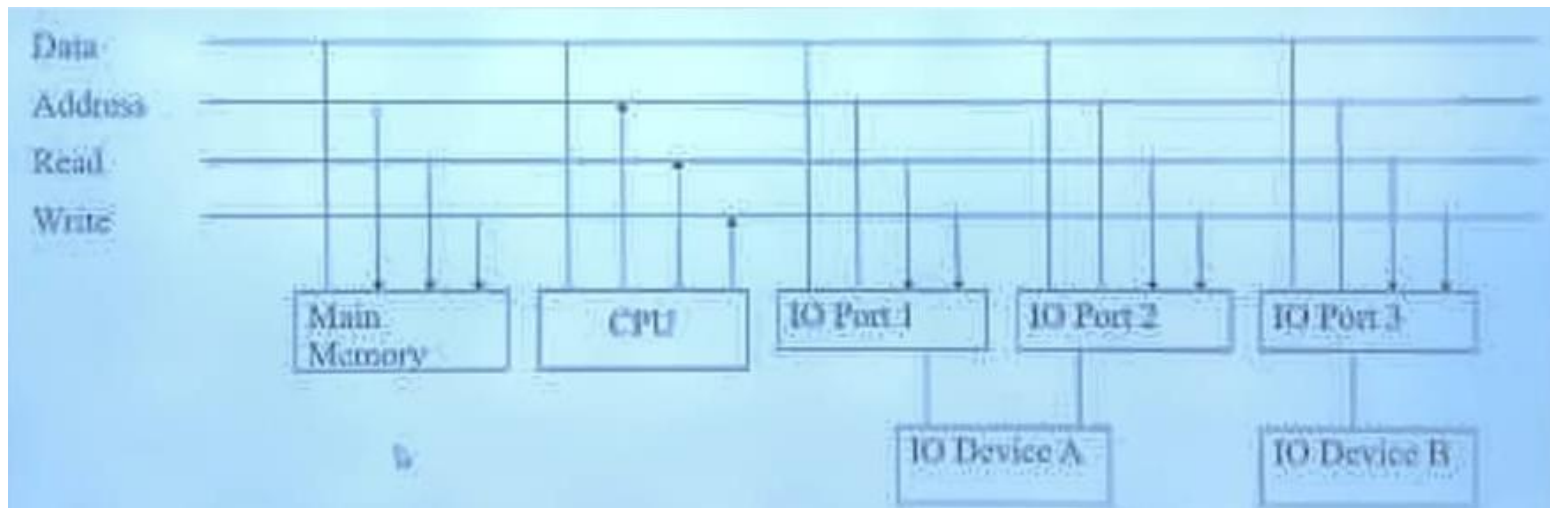 Data
Address
Read
Write
Main
Memory
CPU
IO Port 1
IO Port 2
IO Port 3
IO Device A
IO Device B